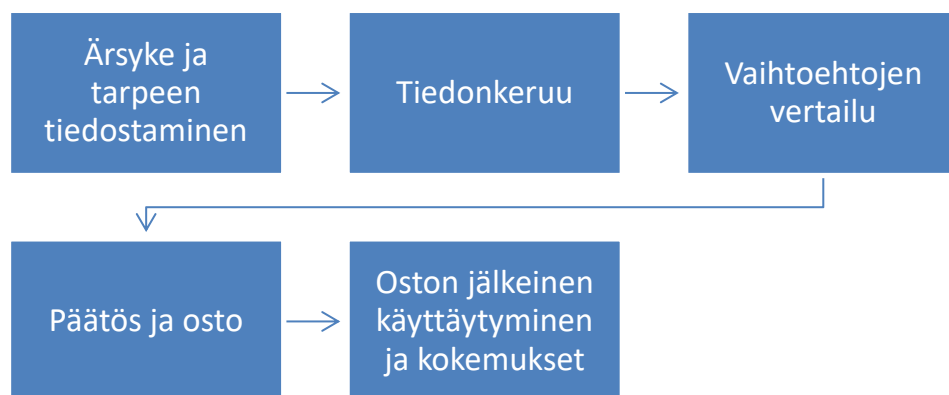 Ärsyke ja
tarpeen
tiedostaminen
Tiedonkeruu
Vaihtoehtojen
vertailu
Päätös ja osto
Oston jälkeinen
käyttäytyminen
ja kokemukset